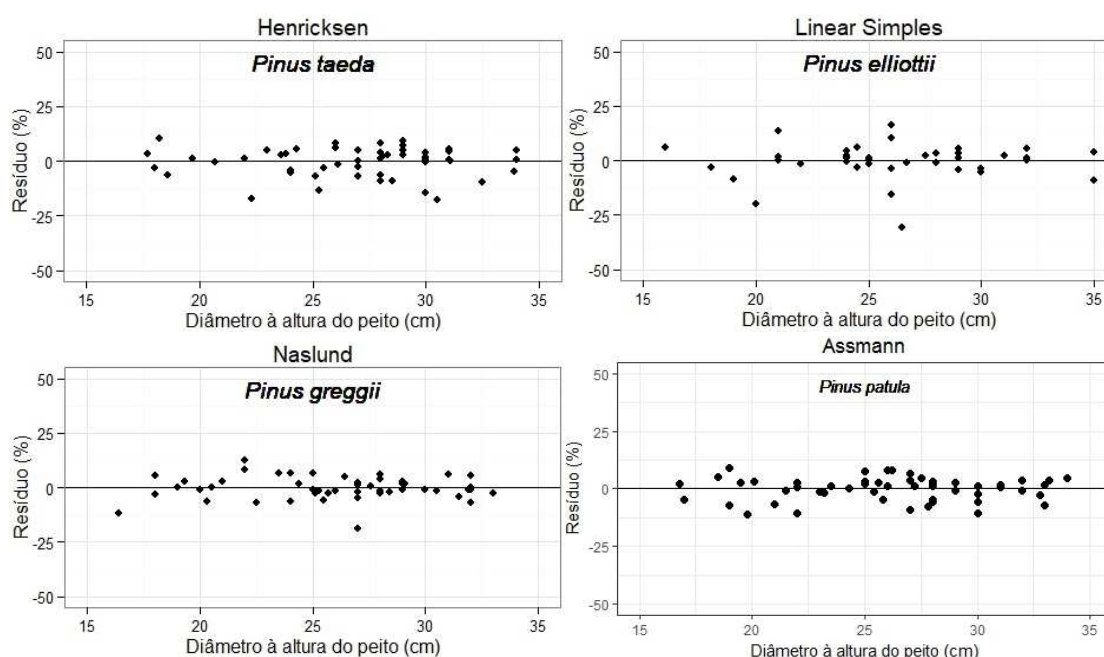 Henricksen
Pinus taeda
50
25
0
-25
-50
Resíduo (%)
15 20 25 30 35
Diâmetro à altura do peito (cm)
Linear Simples
Pinus elliottii
50
25
0
-25
-50
Resíduo (%)
15 20 25 30 35
Diâmetro à altura do peito (cm)
Naslund
Pinus greggii
50
25
0
-25
-50
Resíduo (%)
15 20 25 30 35
Diâmetro à altura do peito (cm)
Assmann
Pinus patula
50
25
0
-25
-50
Resíduo (%)
15 20 25 30 35
Diâmetro à altura do peito (cm)